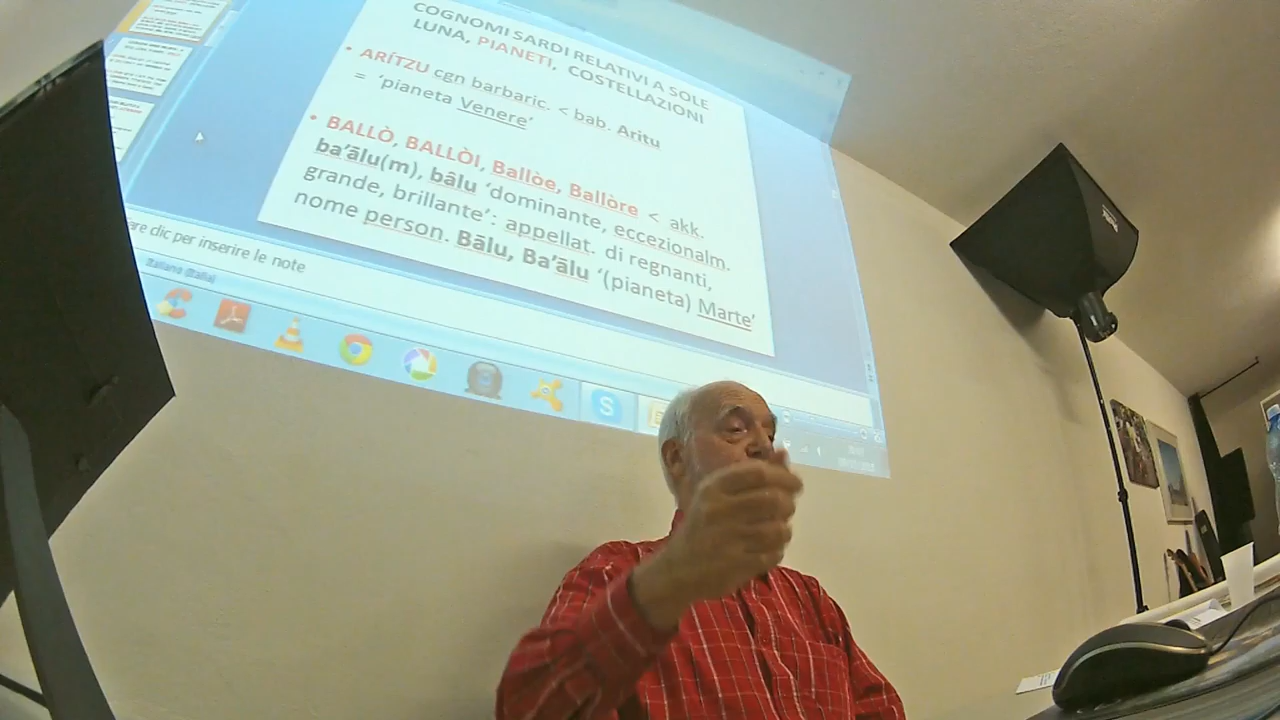 COGNOMI SARDI RELATIVI A SOLE
LUNA, PIANETI, COSTELLAZIONI
• ARÍTZU cgn barbaric. < bab. Aritu
= ‘pianeta Venere’
• BALLÒ, BALLÒI, Ballòe, Ballòre < akk.
ba’ālu(m), bâlu ‘dominante, eccezionalm.
grande, brillante’: appellat. di regnanti,
nome person. Bālu, Ba’ālu ‘(pianeta) Marte’
re clic per inserire le note
Italiano (Italia)